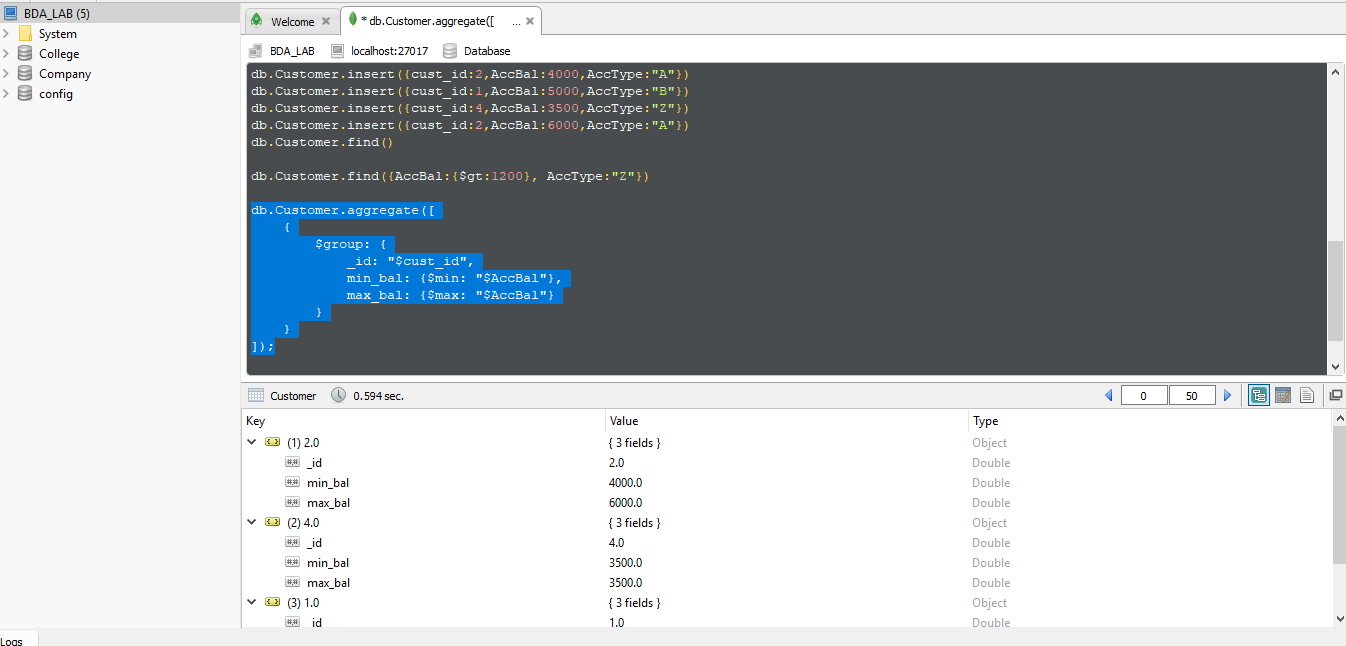 BDA_LAB (5)
System
College
Company
config
Welcome
* db.Customer.aggregate([ ...
BDA_LAB localhost:27017 Database
db.Customer.insert({cust_id:2,AccBal:4000,AccType:"A"})
db.Customer.insert({cust_id:1,AccBal:5000,AccType:"B"})
db.Customer.insert({cust_id:4,AccBal:3500,AccType:"Z"})
db.Customer.insert({cust_id:2,AccBal:6000,AccType:"A"})
db.Customer.find()
db.Customer.find({AccBal:{$gt:1200}, AccType:"Z"})
db.Customer.aggregate([
{
$group: {
_id: "$cust_id",
min_bal: {$min: "$AccBal"},
max_bal: {$max: "$AccBal"}
}
}
]);
Customer 0.594 sec. 0 50
Key Value Type
(1) 2.0 { 3 fields } Object
_id 2.0 Double
min_bal 4000.0 Double
max_bal 6000.0 Double
(2) 4.0 { 3 fields } Object
_id 4.0 Double
min_bal 3500.0 Double
max_bal 3500.0 Double
(3) 1.0 { 3 fields } Object
_id 1.0 Double
Logs